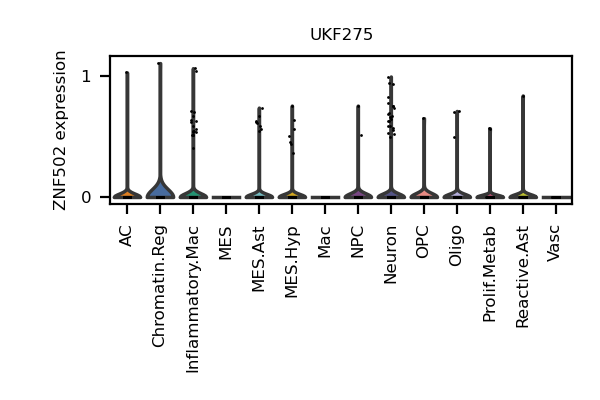 UKF275
ZNF502 expression
1
0
AC
Chromatin.Reg
Inflammatory.Mac
MES
MES.Ast
MES.Hyp
Mac
NPC
Neuron
OPC
Oligo
Prolif.Metab
Reactive.Ast
Vasc